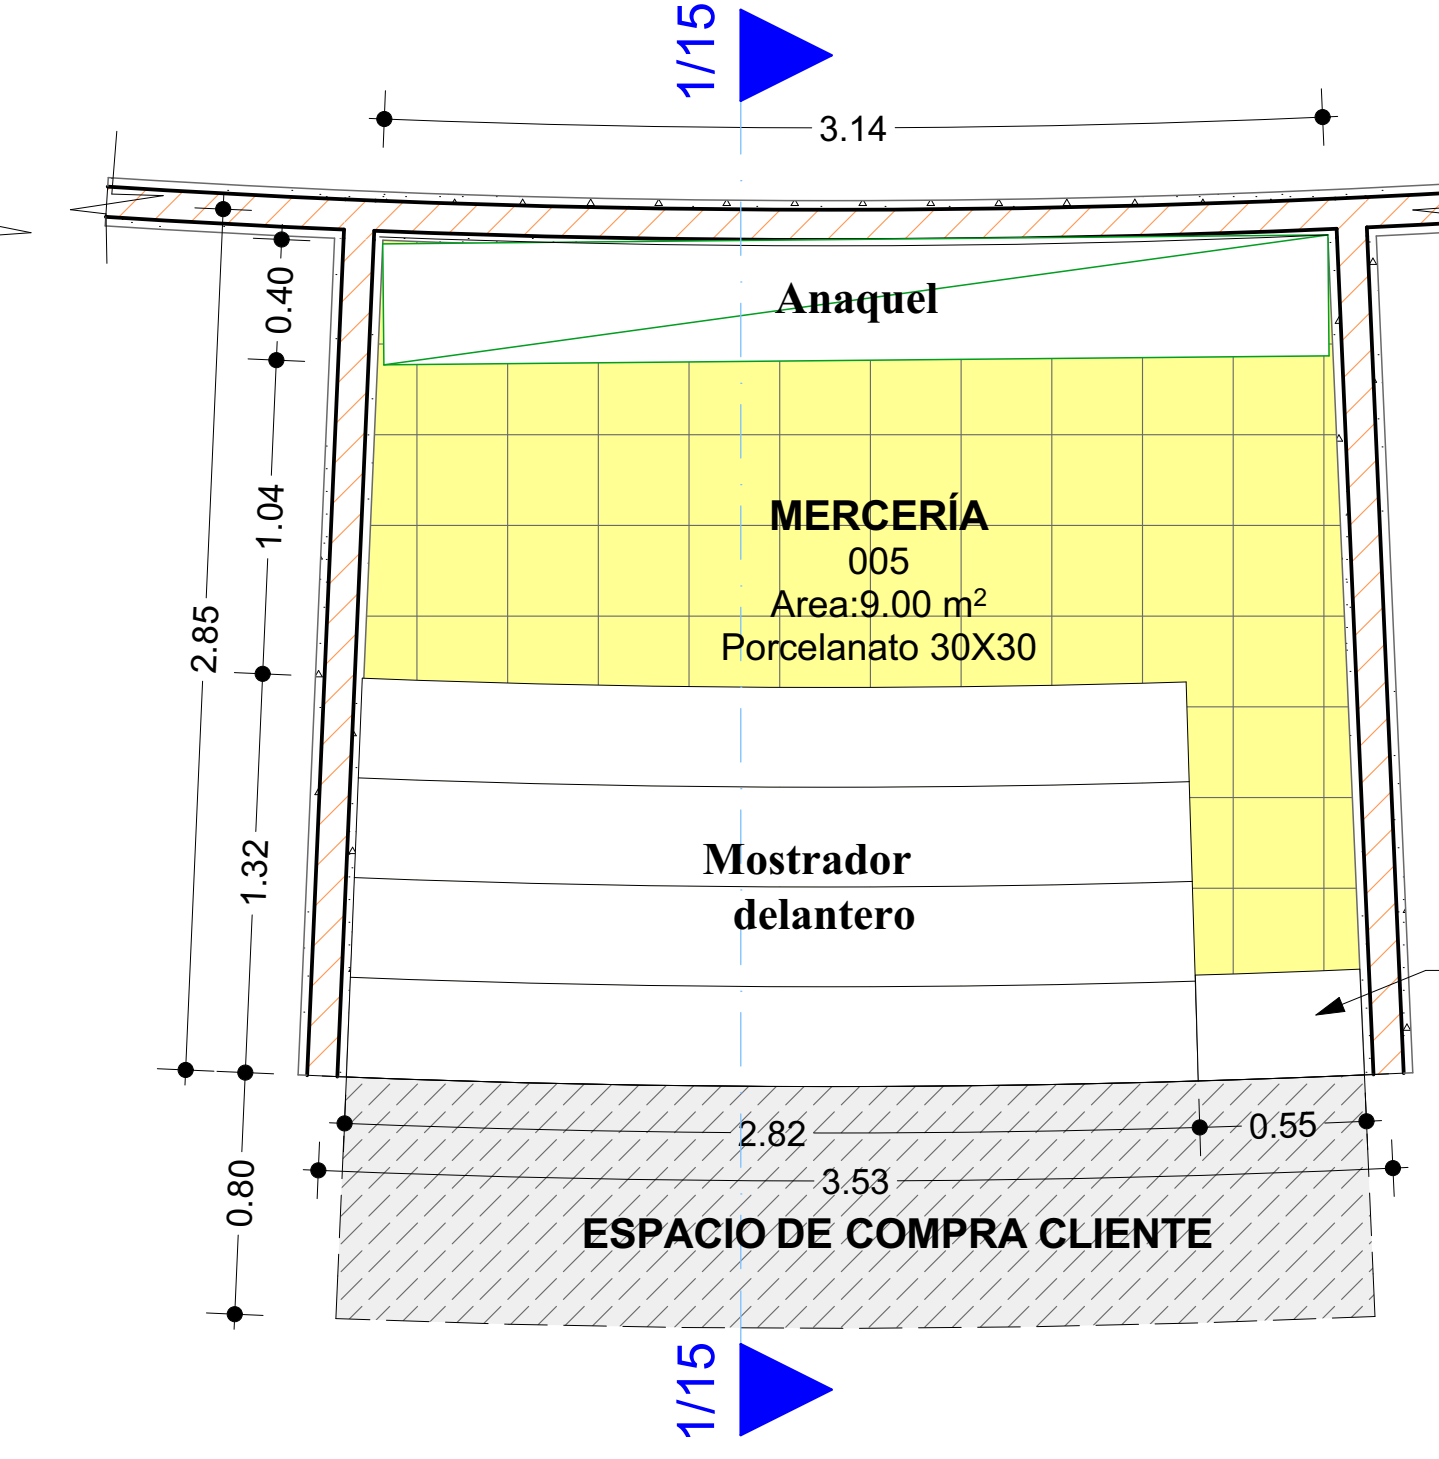 1/15
3.14
0.40
Anaquel
1.04
MERCERÍA
005
Area:9.00 m²
Porcelanato 30X30
2.85
1.32
Mostrador
delantero
2.82
0.55
3.53
0.80
ESPACIO DE COMPRA CLIENTE
1/15